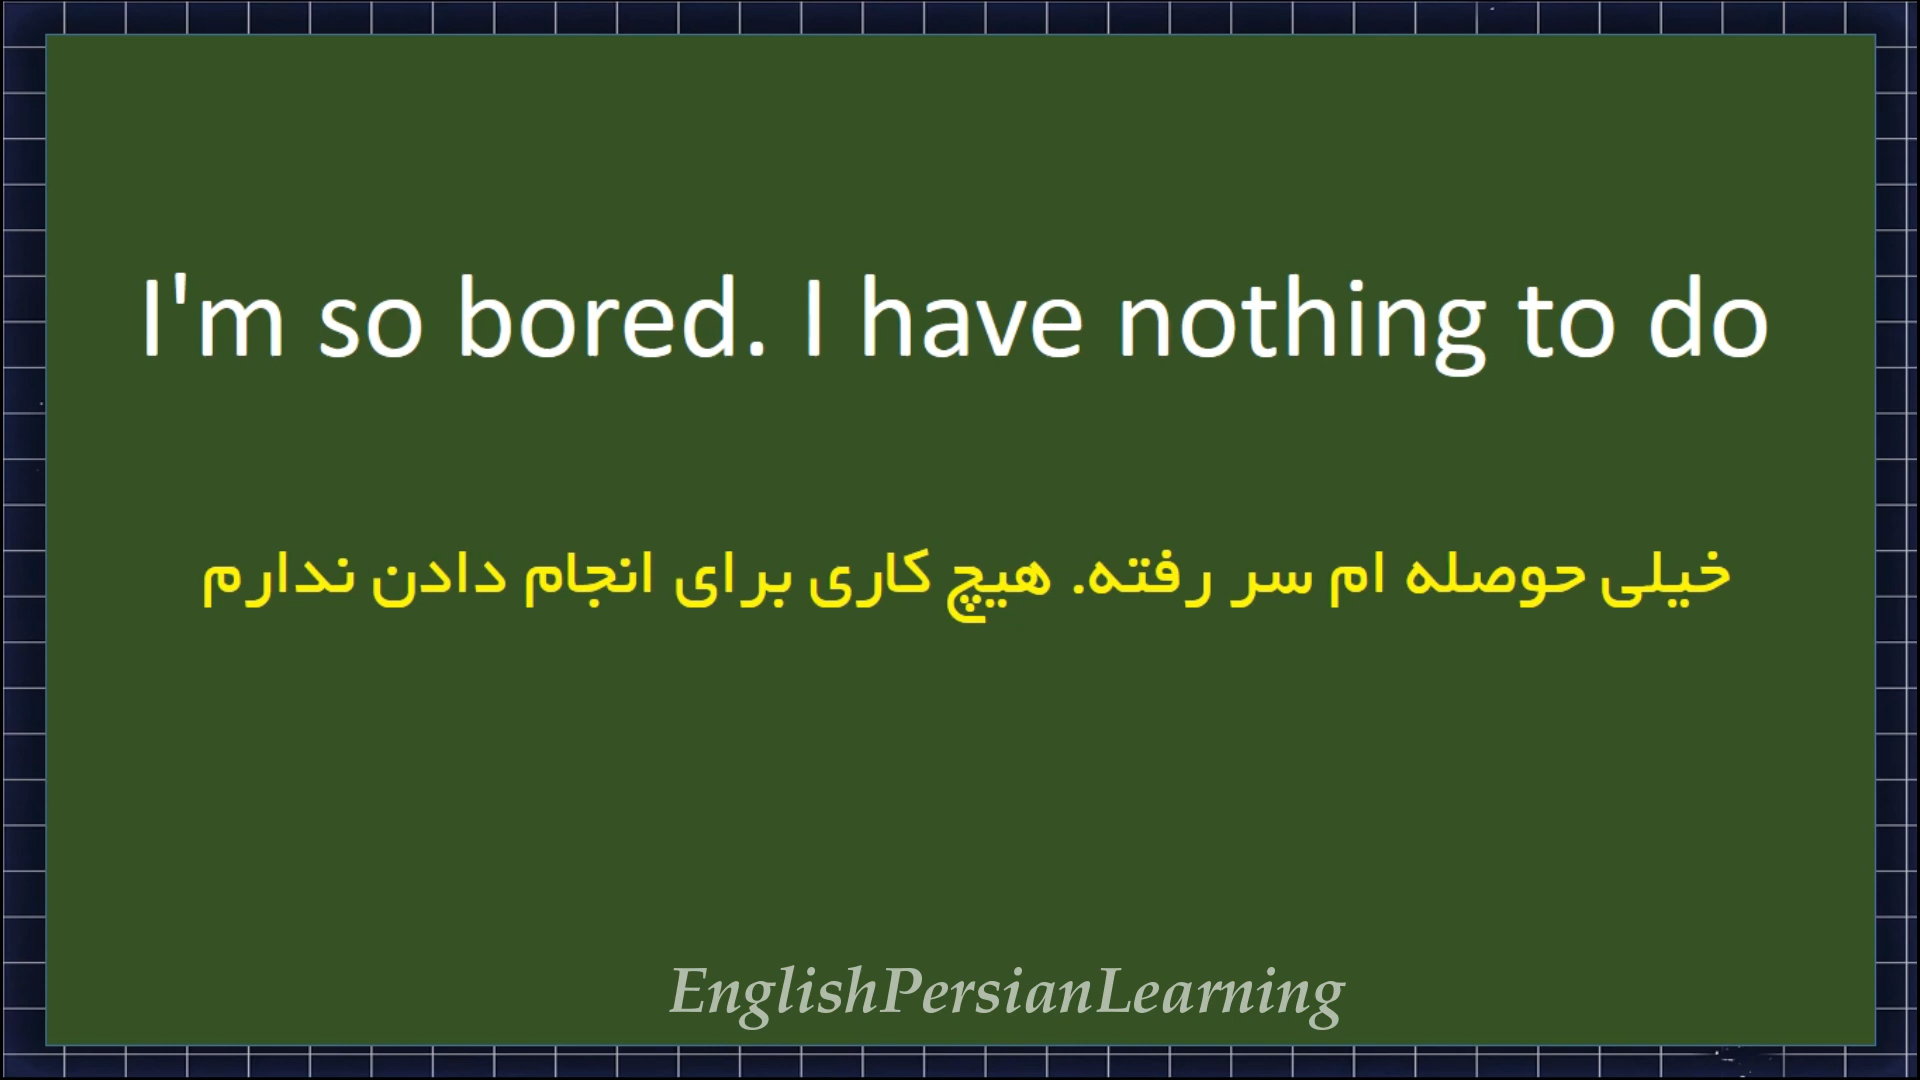 I'm so bored. I have nothing to do
خیلی حوصله ام سر رفته. هیچ کاری برای انجام دادن ندارم
EnglishPersianLearning